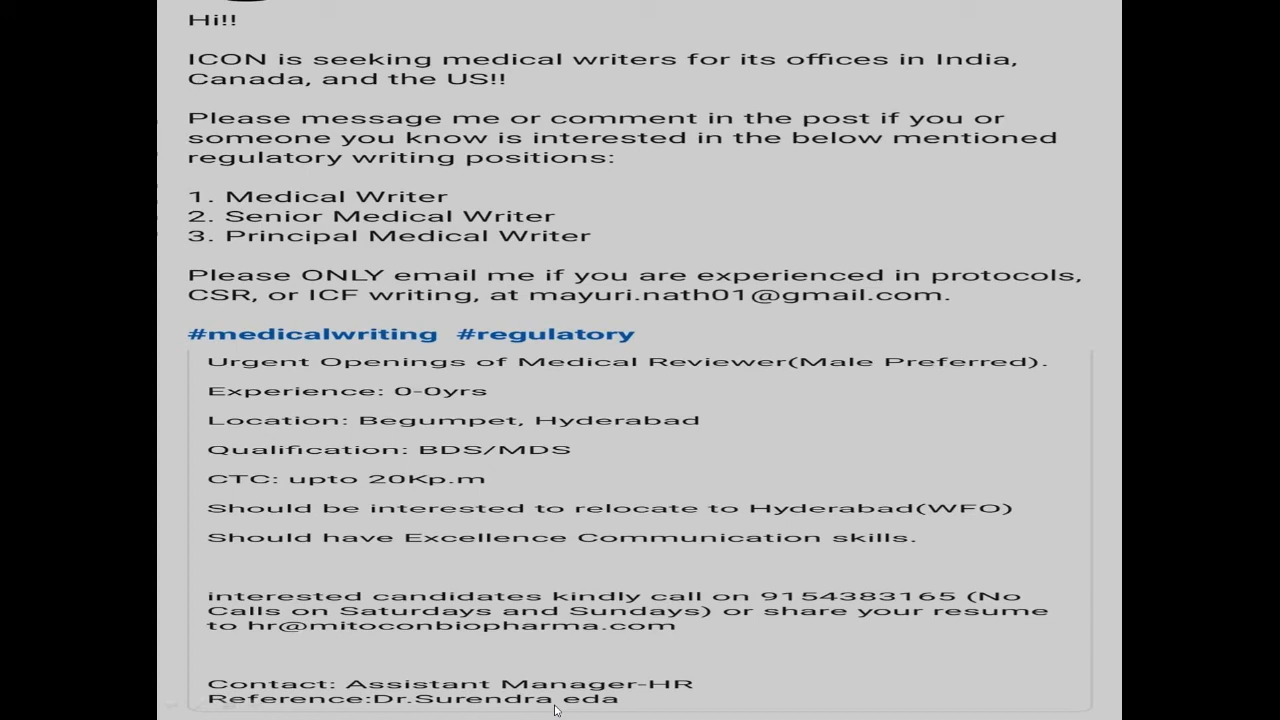 Hi!!
ICON is seeking medical writers for its offices in India,
Canada, and the US!!
Please message me or comment in the post if you or
someone you know is interested in the below mentioned
regulatory writing positions:
1. Medical Writer
2. Senior Medical Writer
3. Principal Medical Writer
Please ONLY email me if you are experienced in protocols,
CSR, or ICF writing, at mayuri.nath01@gmail.com.
#medicalwriting #regulatory
Urgent Openings of Medical Reviewer(Male Preferred).
Experience: 0-0yrs
Location: Begumpet, Hyderabad
Qualification: BDS/MDS
CTC: upto 20Kp.m
Should be interested to relocate to Hyderabad(WFO)
Should have Excellence Communication skills.
interested candidates kindly call on 9154383165 (No
Calls on Saturdays and Sundays) or share your resume
to hr@mitoconbiopharma.com
Contact: Assistant Manager-HR
Reference:Dr.Surendra eda